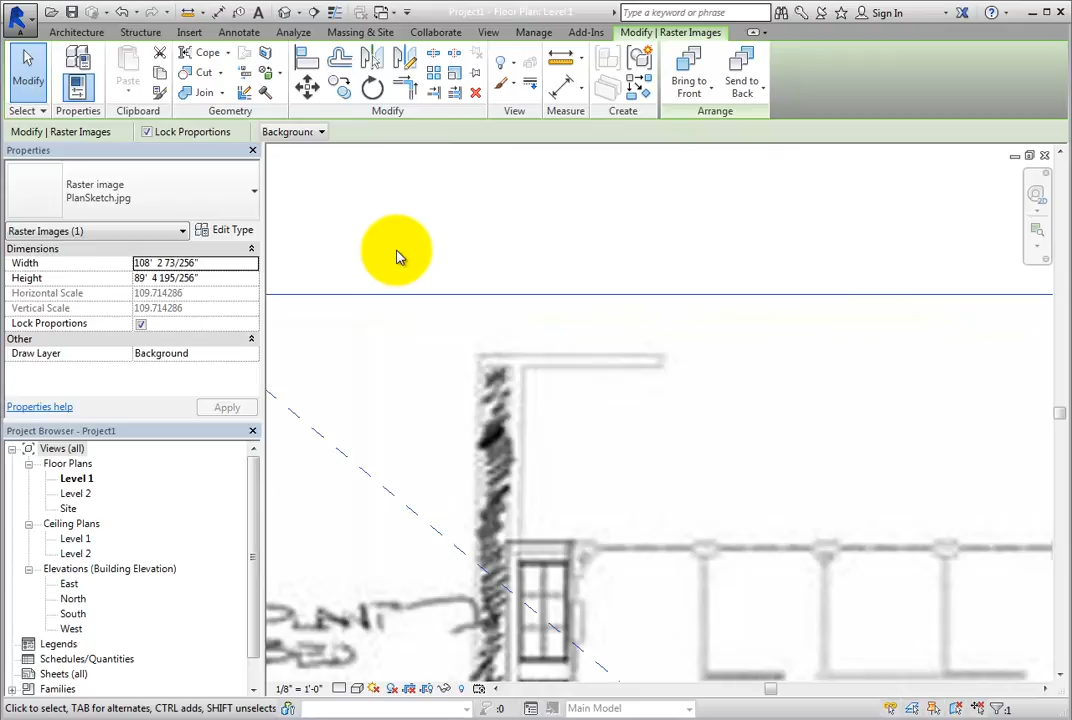 Project1 - Floor Plan: Level 1
Type a keyword or phrase
Sign In
Architecture Structure Insert Annotate Analyze Massing & Site Collaborate View Manage Add-Ins Modify | Raster Images
Modify
Paste
Cope
Cut
Join
Bring to Front
Send to Back
Select Properties Clipboard Geometry Modify View Measure Create Arrange
Modify | Raster Images Lock Proportions Background
Properties
Raster image
PlanSketch.jpg
Raster Images (1) Edit Type
Dimensions
Width 108' 2 73/256"
Height 89' 4 195/256"
Horizontal Scale 109.714286
Vertical Scale 109.714286
Lock Proportions
Other
Draw Layer Background
Properties help Apply
Project Browser - Project1
Views (all)
Floor Plans
Level 1
Level 2
Site
Ceiling Plans
Level 1
Level 2
Elevations (Building Elevation)
East
North
South
West
Legends
Schedules/Quantities
Sheets (all)
Families
PLANT
BED
2D
1/8" = 1'-0"
Click to select, TAB for alternates, CTRL adds, SHIFT unselects :0 Main Model :1